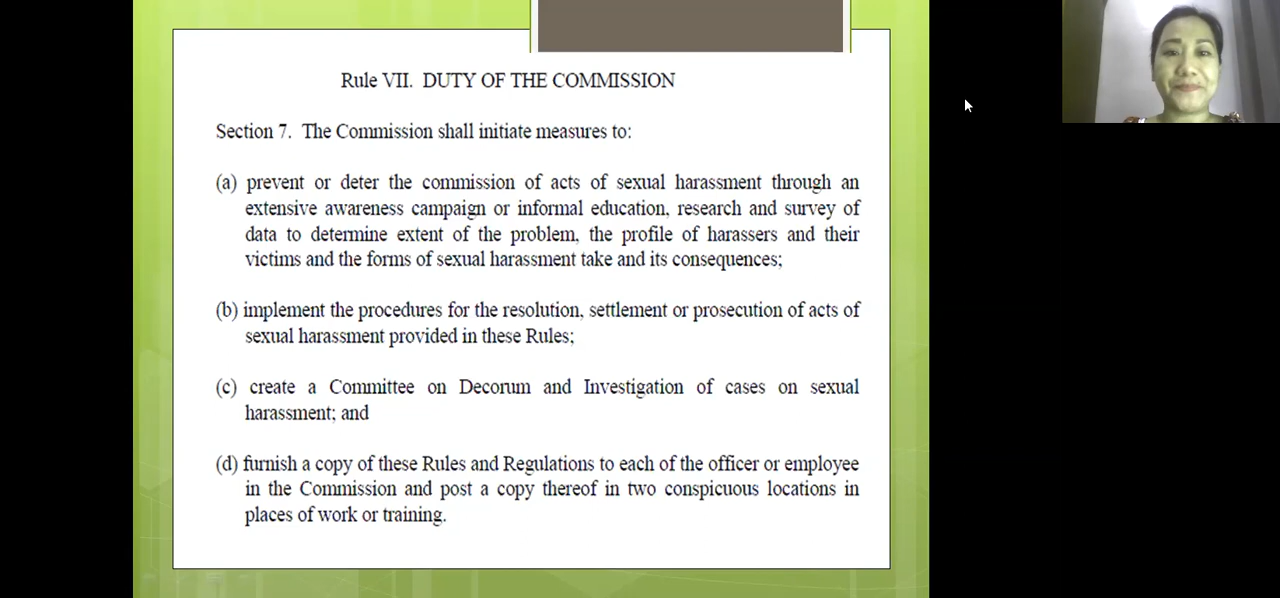 Rule VII. DUTY OF THE COMMISSION
Section 7. The Commission shall initiate measures to:
(a) prevent or deter the commission of acts of sexual harassment through an
extensive awareness campaign or informal education, research and survey of
data to determine extent of the problem, the profile of harassers and their
victims and the forms of sexual harassment take and its consequences;
(b) implement the procedures for the resolution, settlement or prosecution of acts of
sexual harassment provided in these Rules;
(c) create a Committee on Decorum and Investigation of cases on sexual
harassment; and
(d) furnish a copy of these Rules and Regulations to each of the officer or employee
in the Commission and post a copy thereof in two conspicuous locations in
places of work or training.